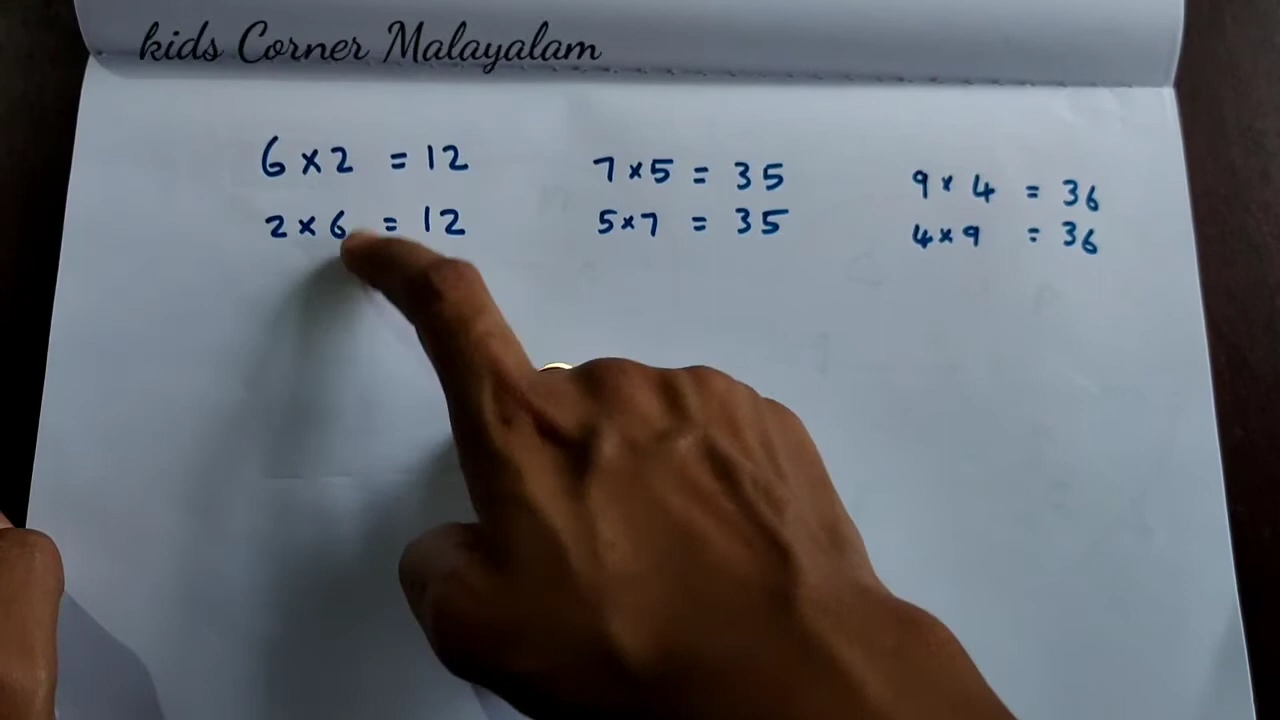 kids Corner Malayalam
6 × 2 = 12
2 × 6 = 12
7 × 5 = 35
5 × 7 = 35
9 × 4 = 36
4 × 9 = 36